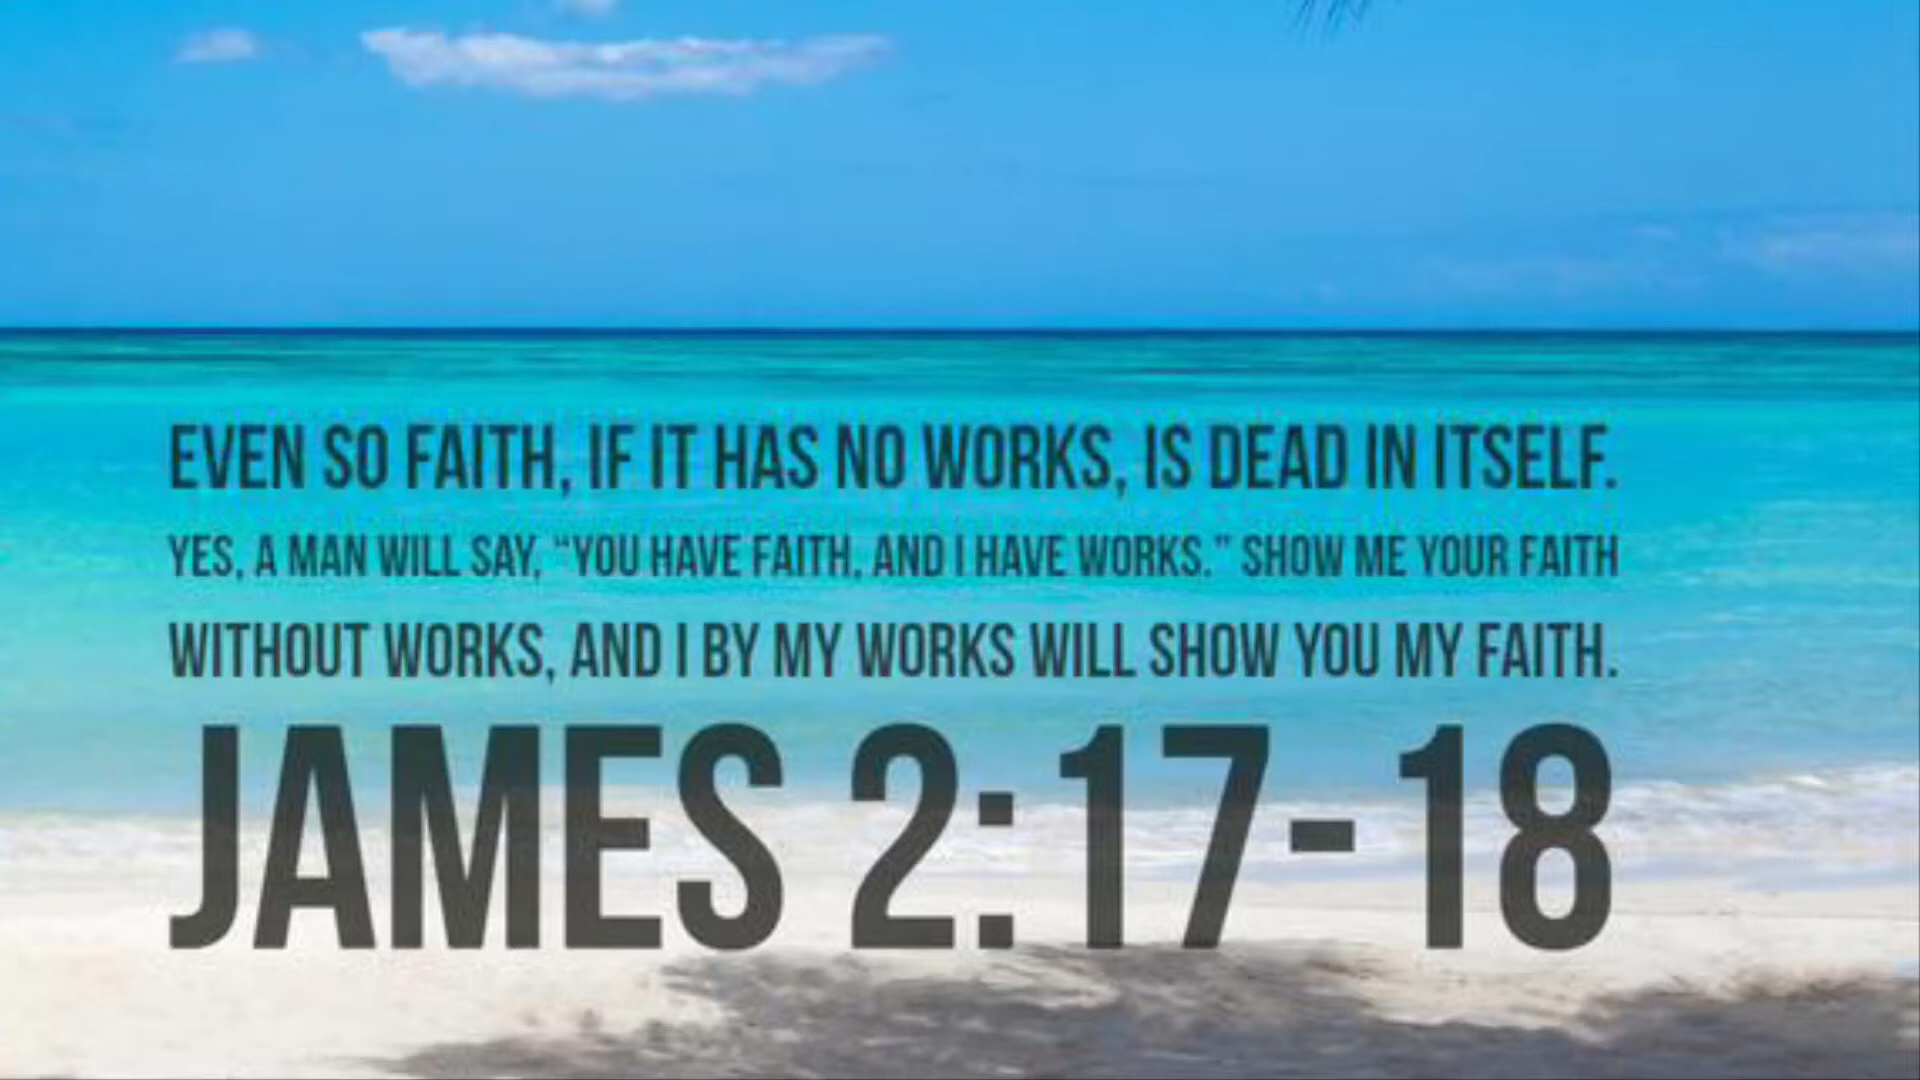 EVEN SO FAITH, IF IT HAS NO WORKS, IS DEAD IN ITSELF.
YES, A MAN WILL SAY, “YOU HAVE FAITH, AND I HAVE WORKS.” SHOW ME YOUR FAITH
WITHOUT WORKS, AND I BY MY WORKS WILL SHOW YOU MY FAITH.
JAMES 2:17-18